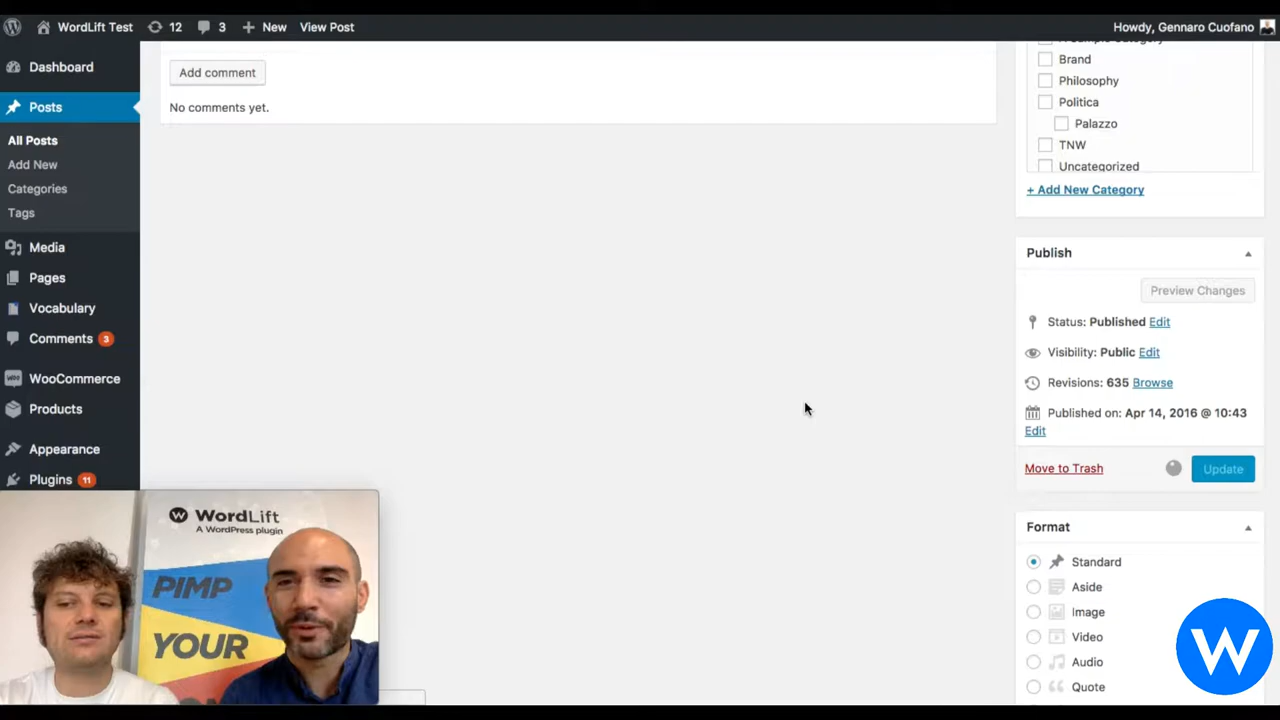 WordLift Test
12
3
New
View Post
Howdy, Gennaro Cuofano
Dashboard
Posts
All Posts
Add New
Categories
Tags
Media
Pages
Vocabulary
Comments 3
WooCommerce
Products
Appearance
Plugins 11
Add comment
No comments yet.
A Sample Category
Brand
Philosophy
Politica
Palazzo
TNW
Uncategorized
+ Add New Category
Publish
Preview Changes
Status: Published Edit
Visibility: Public Edit
Revisions: 635 Browse
Published on: Apr 14, 2016 @ 10:43
Edit
Move to Trash
Update
Format
Standard
Aside
Image
Video
Audio
Quote
WordLift
A WordPress plugin
PIMP
YOUR
W